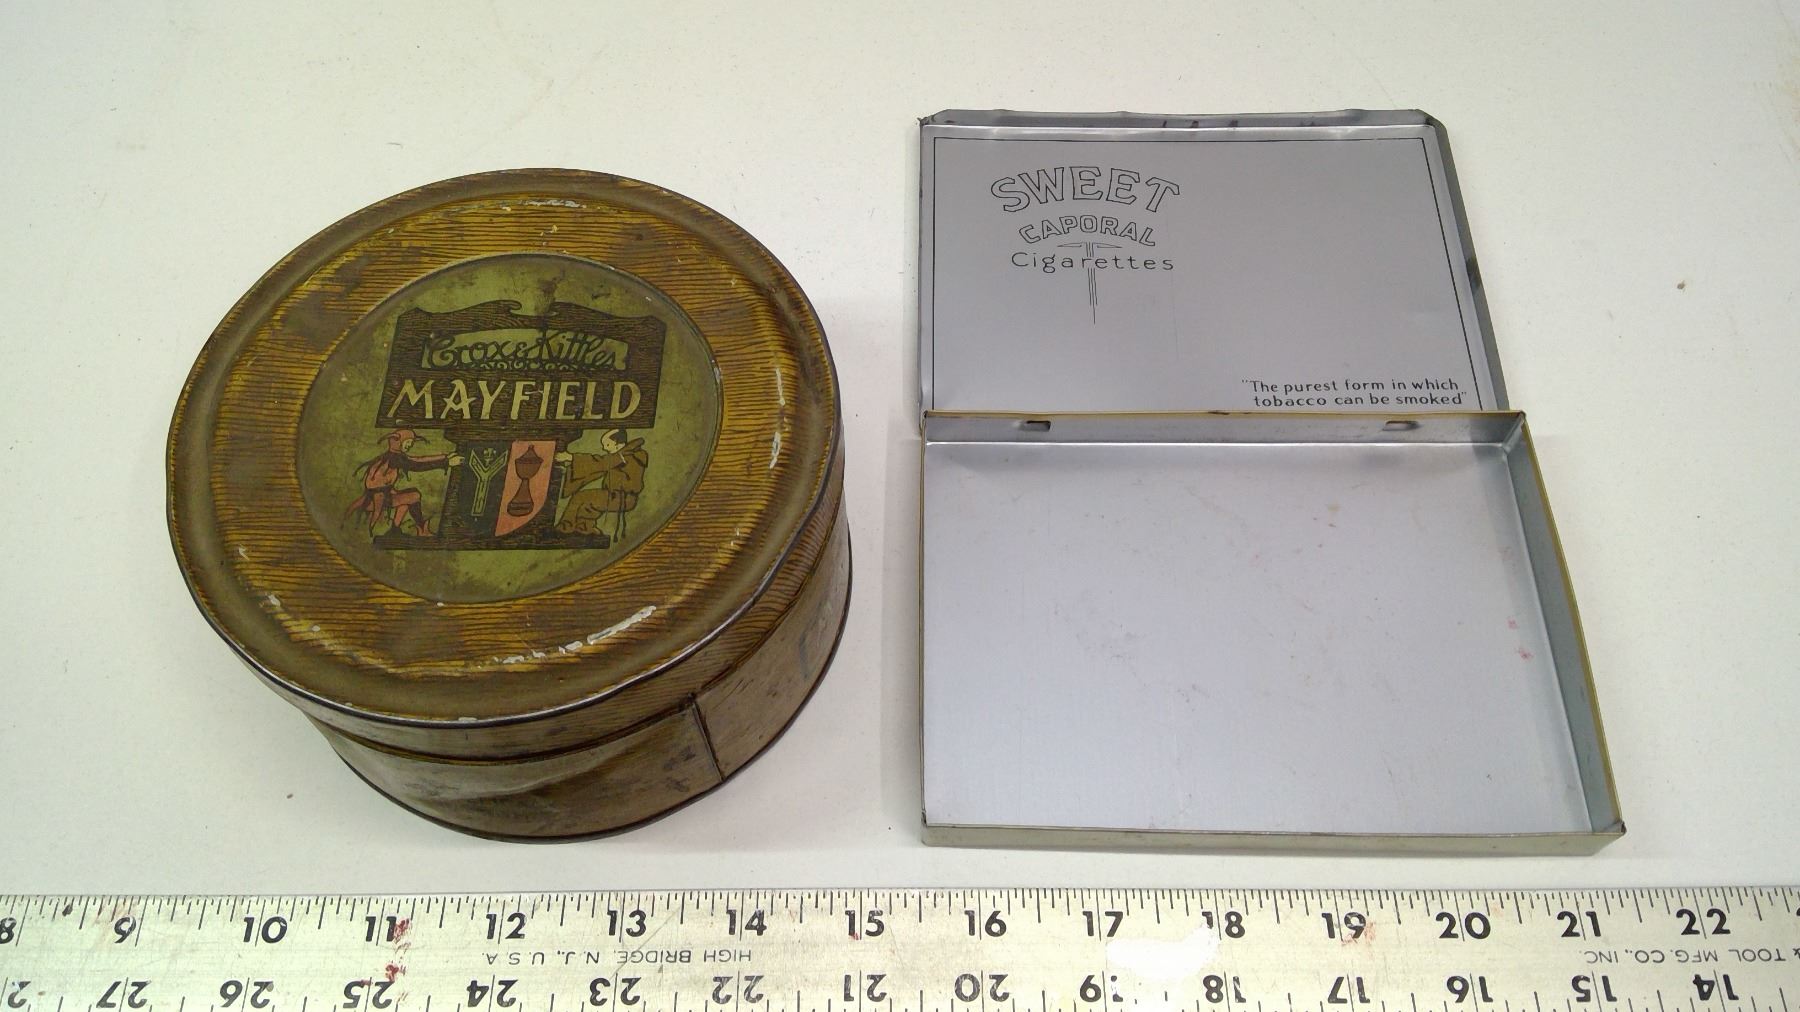 Crox & Kittles
MAYFIELD
SWEET
CAPORAL
Cigarettes
"The purest form in which
tobacco can be smoked"
8 9 10 11 12 13 14 15 16 17 18 19 20 21 22
HIGH BRIDGE, N. J., U.S.A.
& TOOL MFG. CO., INC.
27 26 25 24 23 22 21 20 19 18 17 16 15 14